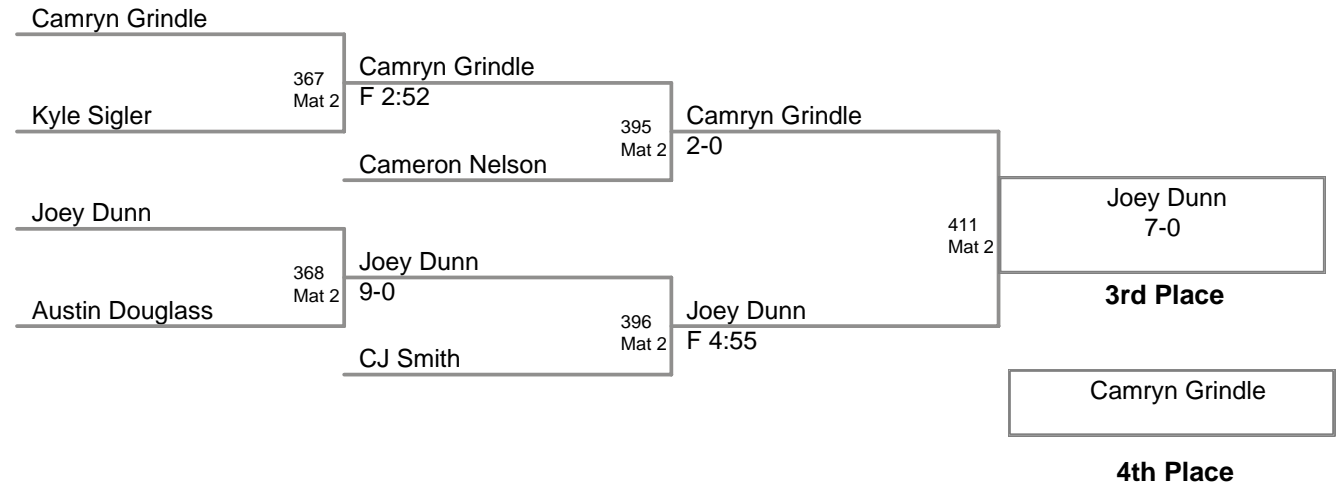 Camryn Grindle
367
Mat 2
Kyle Sigler
Camryn Grindle
F 2:52
395
Mat 2
Cameron Nelson
Camryn Grindle
2-0
Joey Dunn
368
Mat 2
Austin Douglass
Joey Dunn
9-0
396
Mat 2
CJ Smith
Joey Dunn
F 4:55
411
Mat 2
Joey Dunn
7-0
3rd Place
Camryn Grindle
4th Place